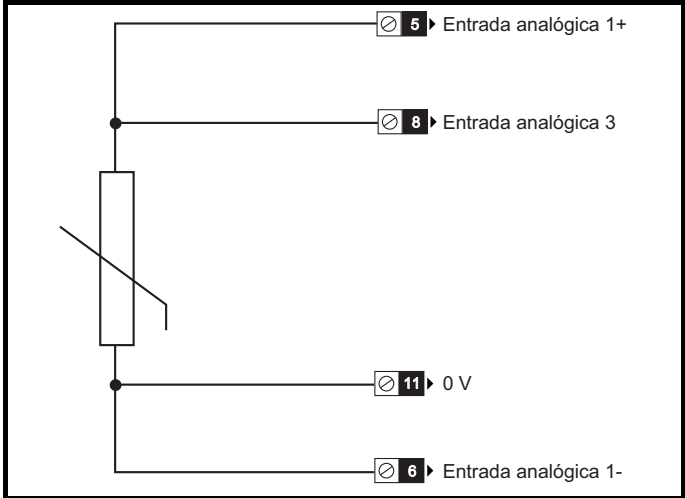 5 Entrada analógica 1+
8 Entrada analógica 3
11 0 V
6 Entrada analógica 1-